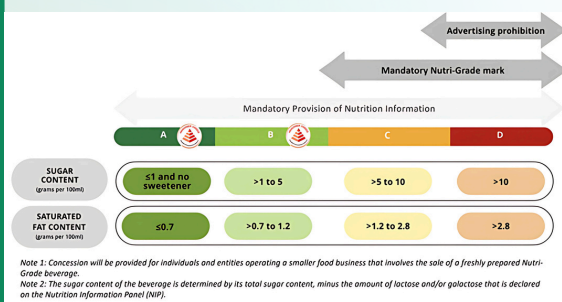 Advertising prohibition
Mandatory Nutri-Grade mark
Mandatory Provision of Nutrition Information
A B C D
SUGAR
CONTENT
(grams per 100ml)
≤1 and no
sweetener
>1 to 5
>5 to 10
>10
SATURATED
FAT CONTENT
(grams per 100ml)
≤0.7
>0.7 to 1.2
>1.2 to 2.8
>2.8
Note 1: Concession will be provided for individuals and entities operating a smaller food business that involves the sale of a freshly prepared Nutri-
Grade beverage.
Note 2: The sugar content of the beverage is determined by its total sugar content, minus the amount of lactose and/or galactose that is declared
on the Nutrition Information Panel (NIP).